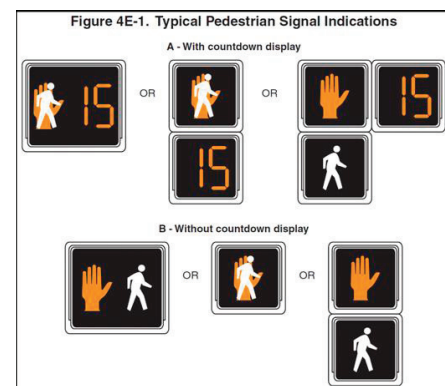 Figure 4E-1. Typical Pedestrian Signal Indications
A - With countdown display
15 OR OR 15
15
B - Without countdown display
OR OR